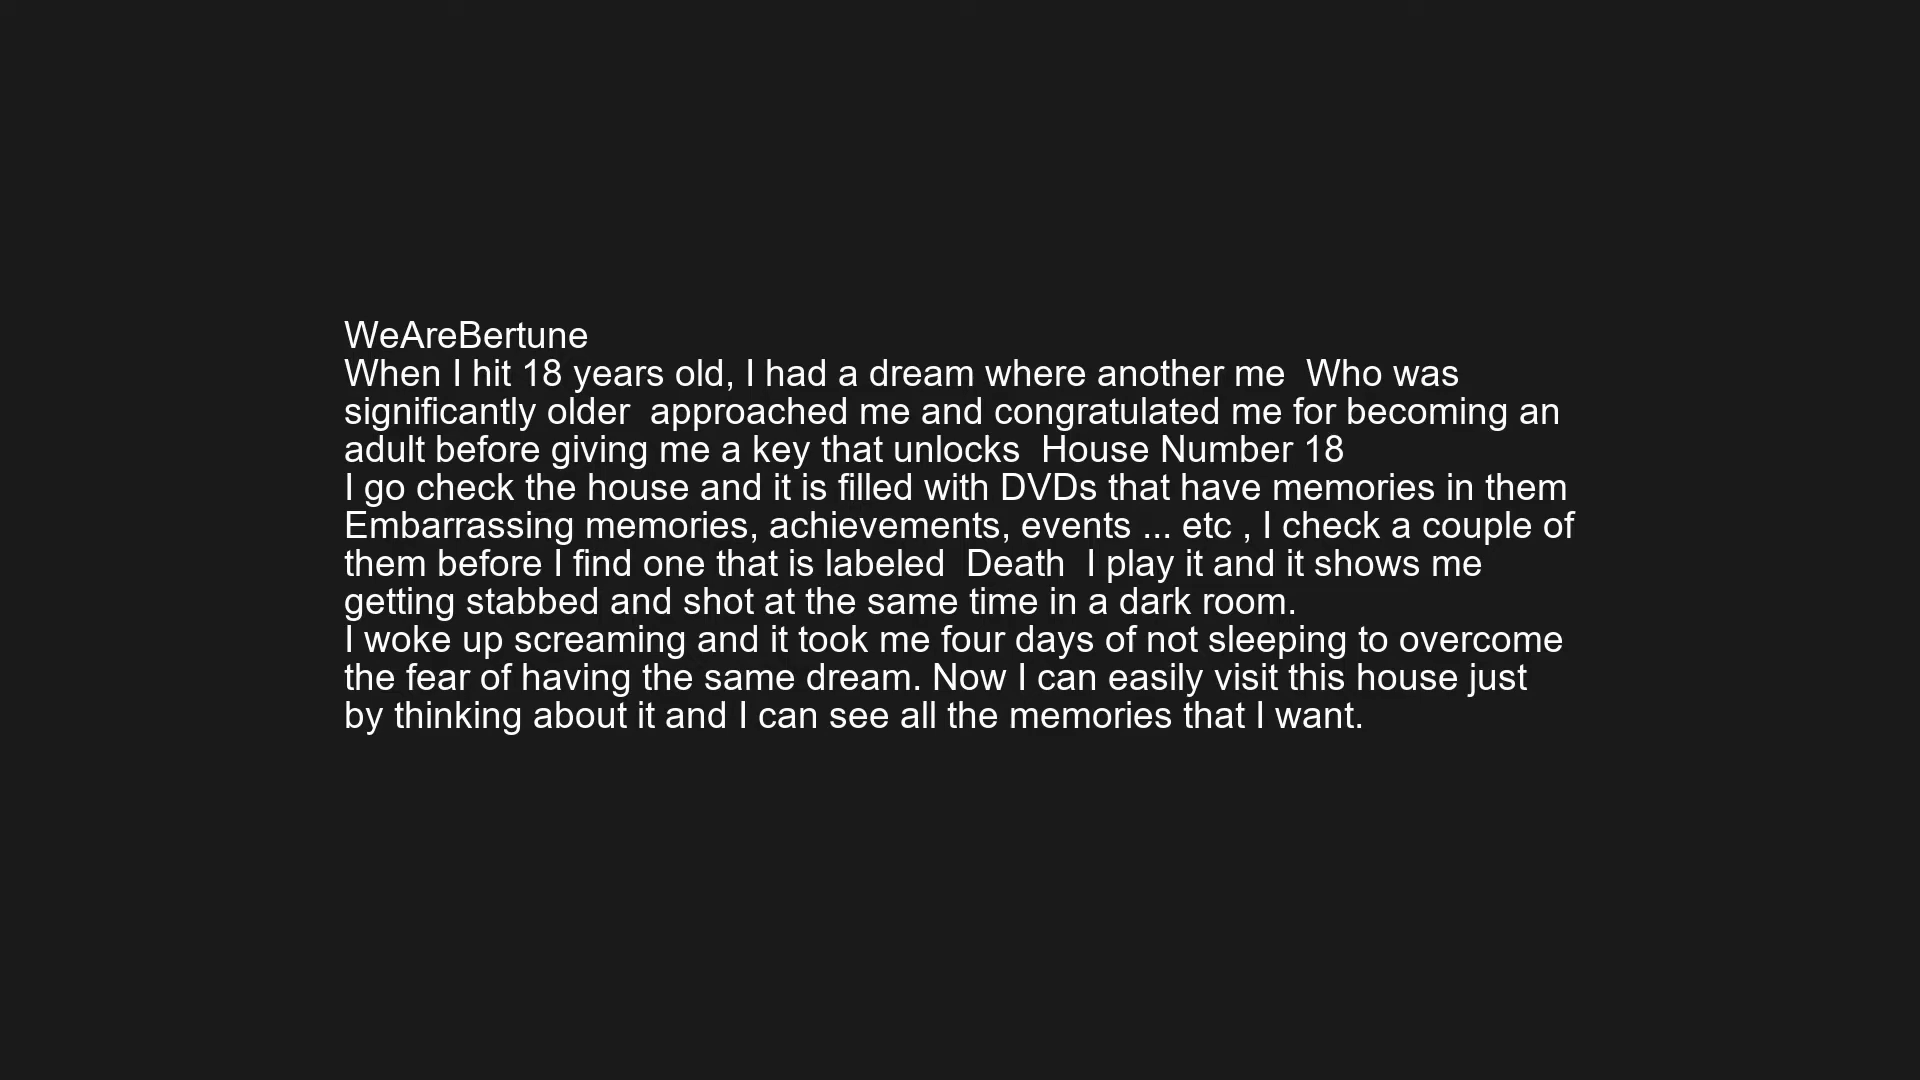 WeAreBertune
When I hit 18 years old, I had a dream where another me  Who was
significantly older  approached me and congratulated me for becoming an
adult before giving me a key that unlocks  House Number 18
I go check the house and it is filled with DVDs that have memories in them
Embarrassing memories, achievements, events ... etc , I check a couple of
them before I find one that is labeled  Death  I play it and it shows me
getting stabbed and shot at the same time in a dark room.
I woke up screaming and it took me four days of not sleeping to overcome
the fear of having the same dream. Now I can easily visit this house just
by thinking about it and I can see all the memories that I want.